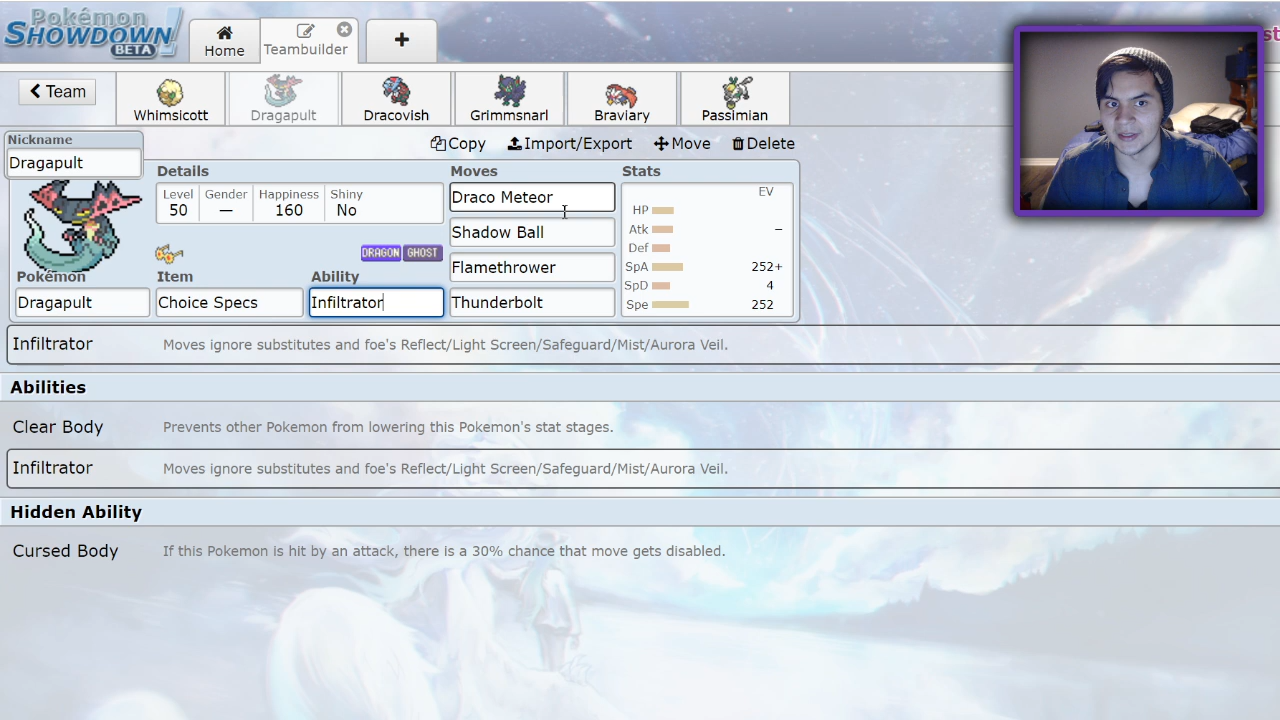 Pokémon
SHOWDOWN!
BETA
Home
Teambuilder
+
st
Team
Whimsicott
Dragapult
Dracovish
Grimmsnarl
Braviary
Passimian
Nickname
Dragapult
Copy Import/Export Move Delete
Details
Level Gender Happiness Shiny
50 — 160 No
DRAGON GHOST
Pokémon Item Ability
Dragapult Choice Specs Infiltrator
Moves
Draco Meteor
Shadow Ball
Flamethrower
Thunderbolt
Stats
EV
HP
Atk –
Def
SpA 252+
SpD 4
Spe 252
Infiltrator Moves ignore substitutes and foe's Reflect/Light Screen/Safeguard/Mist/Aurora Veil.
Abilities
Clear Body Prevents other Pokemon from lowering this Pokemon's stat stages.
Infiltrator Moves ignore substitutes and foe's Reflect/Light Screen/Safeguard/Mist/Aurora Veil.
Hidden Ability
Cursed Body If this Pokemon is hit by an attack, there is a 30% chance that move gets disabled.